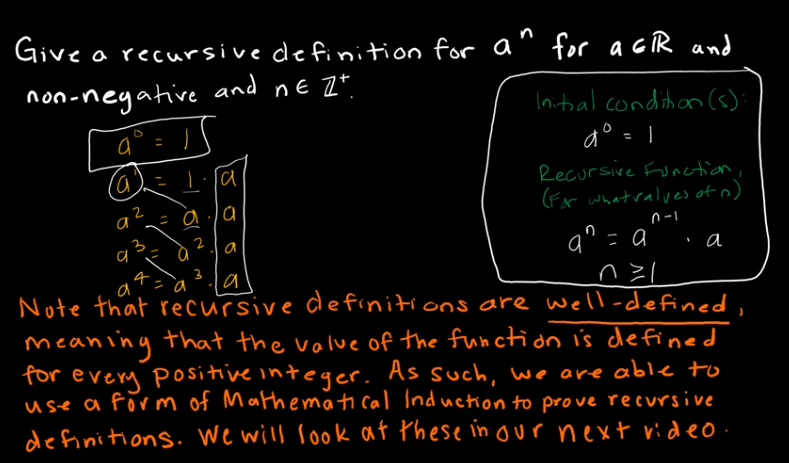 Give a recursive definition for aⁿ for a ∈ ℝ and
non-negative and n ∈ ℤ⁺.
a⁰ = 1
a¹ = 1 · a
a² = a · a
a³ = a² · a
a⁴ = a³ · a
Initial condition(s):
a⁰ = 1
Recursive Function,
(For what values of n)
aⁿ = aⁿ⁻¹ · a
n ≥ 1
Note that recursive definitions are well-defined,
meaning that the value of the function is defined
for every positive integer. As such, we are able to
use a form of Mathematical Induction to prove recursive
definitions. We will look at these in our next video.